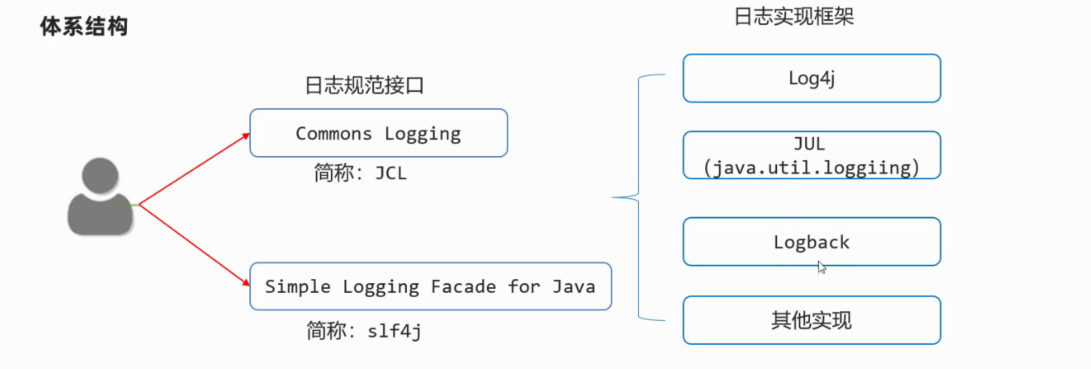 体系结构
日志实现框架
日志规范接口
Log4j
Commons Logging
JUL
(java.util.loggiing)
简称：JCL
Logback
Simple Logging Facade for Java
简称：slf4j
其他实现